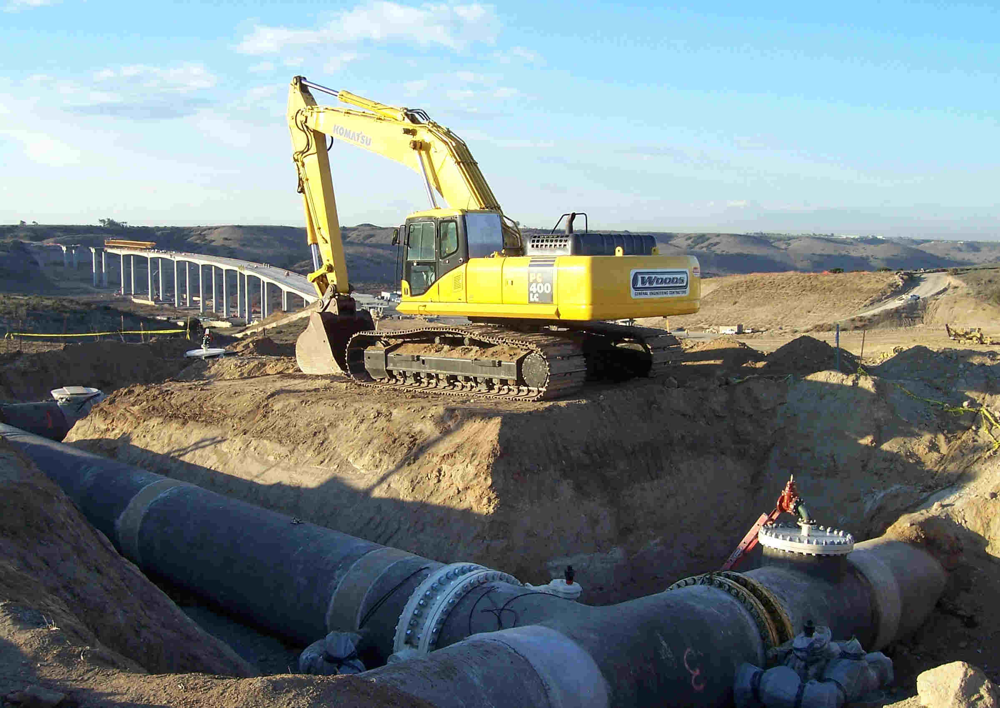 KOMATSU
PC
400
LC
WOODS
GENERAL ENGINEERING CONTRACTORS